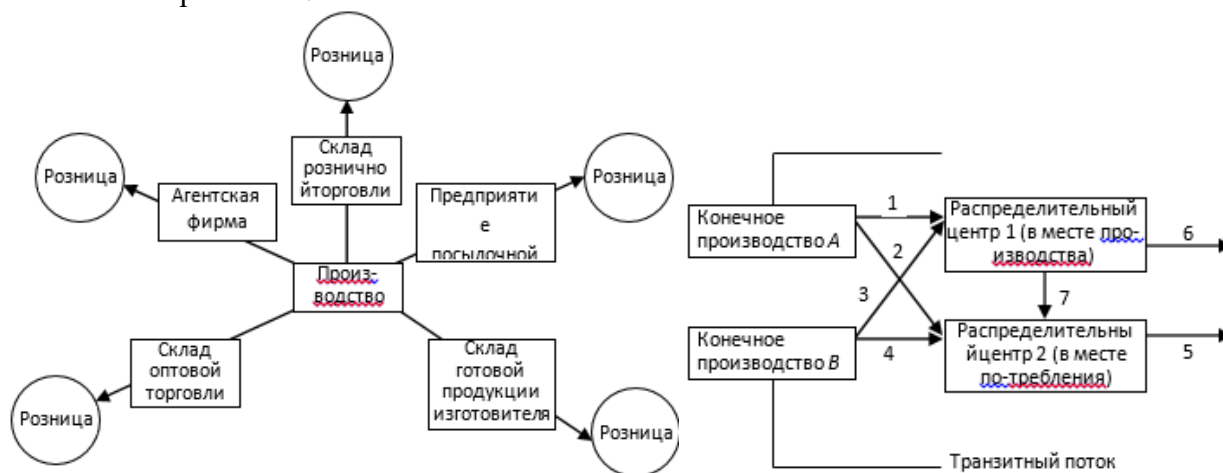 Розница
Розница
Розница
Склад
рознично
йторговли
Агентская
фирма
Предприяти
е
посылочной
Произ-
водство
Склад
оптовой
торговли
Склад
готовой
продукции
изготовителя
Розница
Розница
Конечное
производство А
1
2
3
Распределительный
центр 1 (в месте про-
изводства)
6
7
Конечное
производство В
4
Распределительны
йцентр 2 (в месте
по-требления)
5
Транзитный поток